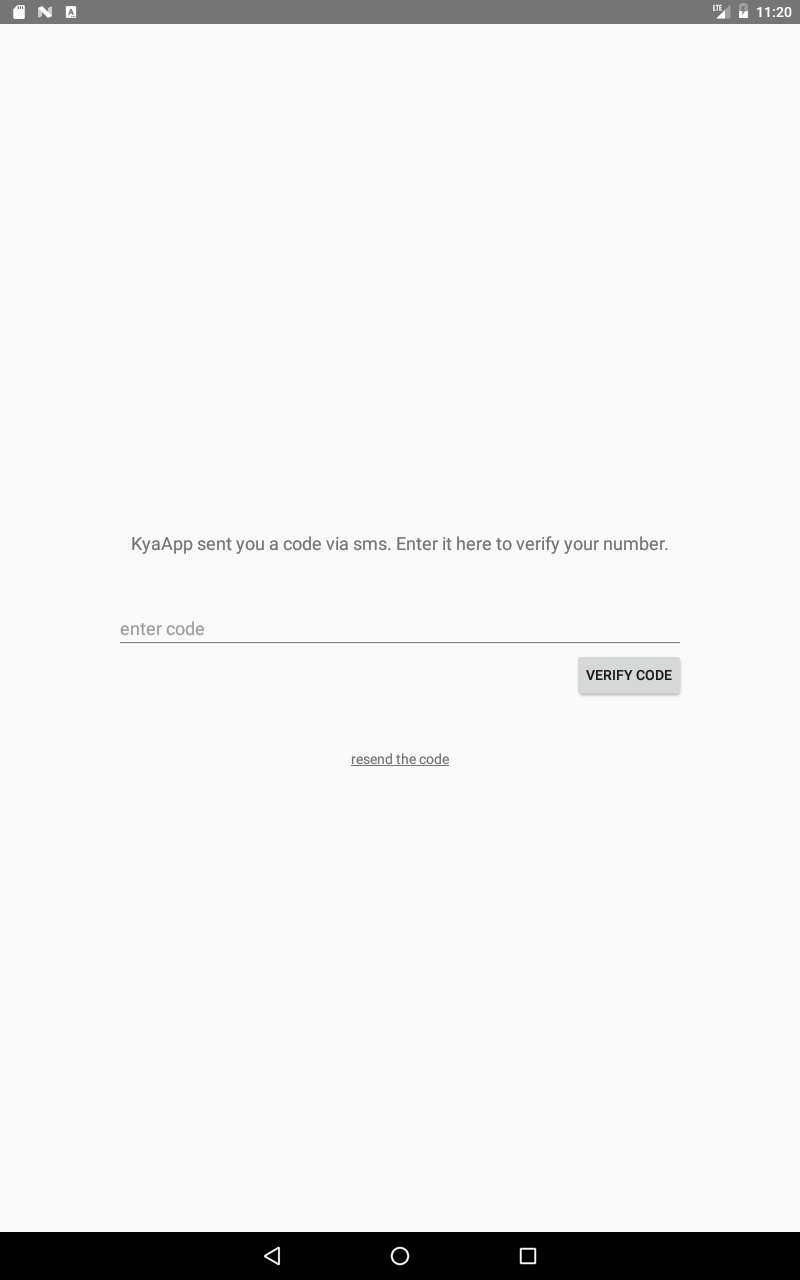 LTE 11:20
KyaApp sent you a code via sms. Enter it here to verify your number.
enter code
VERIFY CODE
resend the code